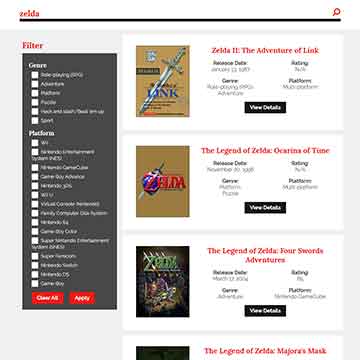 zelda
Filter
Genre
Role-playing (RPG)
Adventure
Platform
Puzzle
Hack and slash/Beat 'em up
Sport
Platform
Wii
Nintendo Entertainment
System (NES)
Nintendo GameCube
Game Boy Advance
Nintendo 3DS
Wii U
Virtual Console (Nintendo)
Family Computer Disk System
Nintendo 64
Game Boy Color
Super Nintendo Entertainment
System (SNES)
Super Famicom
Nintendo Switch
Nintendo DS
Game Boy
Clear All
Apply
LINK
Zelda II: The Adventure of Link
Release Date:
Rating:
January 13, 1987
N/A
Genre:
Platform:
Role-playing (RPG)
Multi-platform
Adventure
View Details
ZELDA
The Legend of Zelda: Ocarina of Time
Release Date:
Rating:
November 20, 1998
N/A
Genre:
Platform:
Platform
Multi-platform
Puzzle
View Details
ZELDA
The Legend of Zelda: Four Swords
Adventures
Release Date:
Rating:
March 17, 2004
Genre:
Platform:
Adventure
Nintendo GameCube
View Details
The Legend of Zelda: Majora's Mask